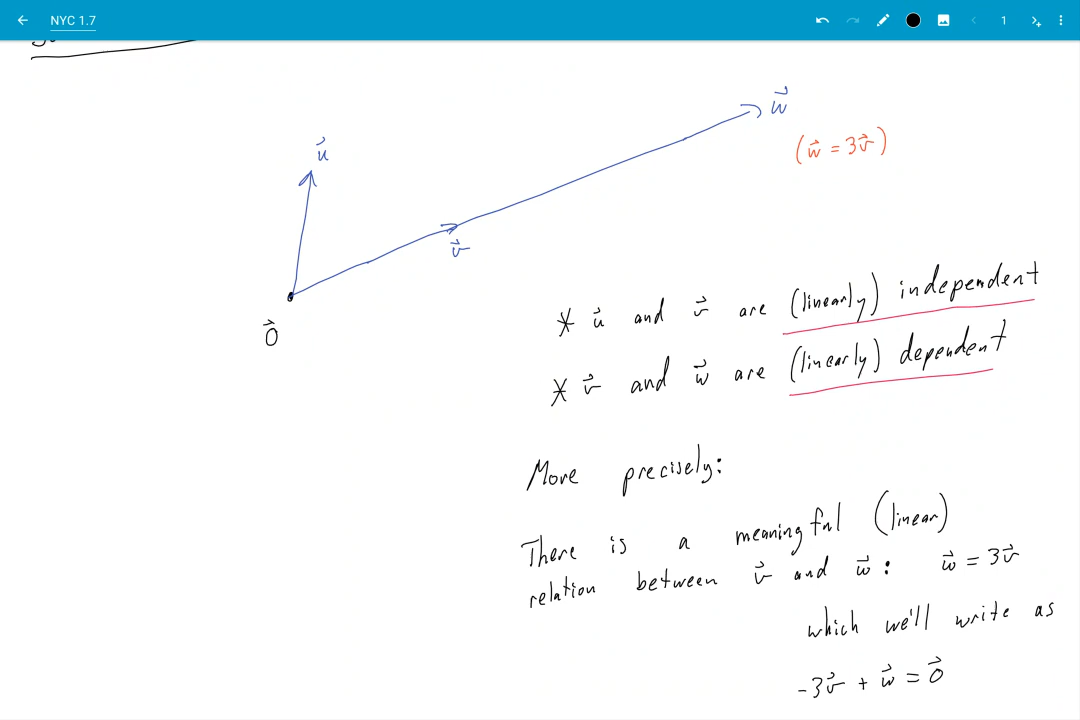 NYC 1.7
1
w⃗
(w⃗ = 3v⃗)
u⃗
v⃗
0⃗
* u⃗ and v⃗ are (linearly) independent
* v⃗ and w⃗ are (linearly) dependent
More precisely:
There is a meaningful (linear)
relation between v⃗ and w⃗: w⃗ = 3v⃗
which we'll write as
-3v⃗ + w⃗ = 0⃗